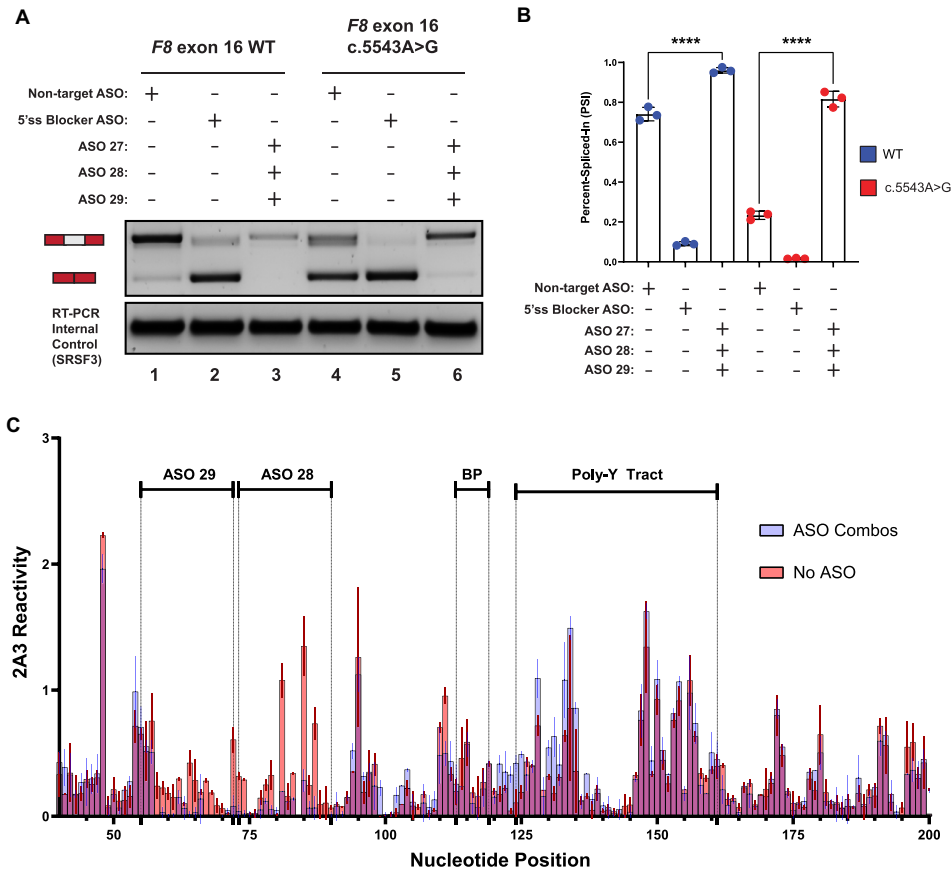 A
F8 exon 16 WT
F8 exon 16
c.5543A>G
Non-target ASO: + – – + – –
5'ss Blocker ASO: – + – – + –
ASO 27: – – + – – +
ASO 28: – – + – – +
ASO 29: – – + – – +
RT-PCR
Internal
Control
(SRSF3)
1 2 3 4 5 6
B
**** ****
Percent-Spliced-In (PSI)
1.0
0.8
0.6
0.4
0.2
0.0
WT
c.5543A>G
Non-target ASO: + – – + – –
5'ss Blocker ASO: – + – – + –
ASO 27: – – + – – +
ASO 28: – – + – – +
ASO 29: – – + – – +
C
2A3 Reactivity
3
2
1
0
ASO 29 ASO 28 BP Poly-Y Tract
ASO Combos
No ASO
50 75 100 125 150 175 200
Nucleotide Position